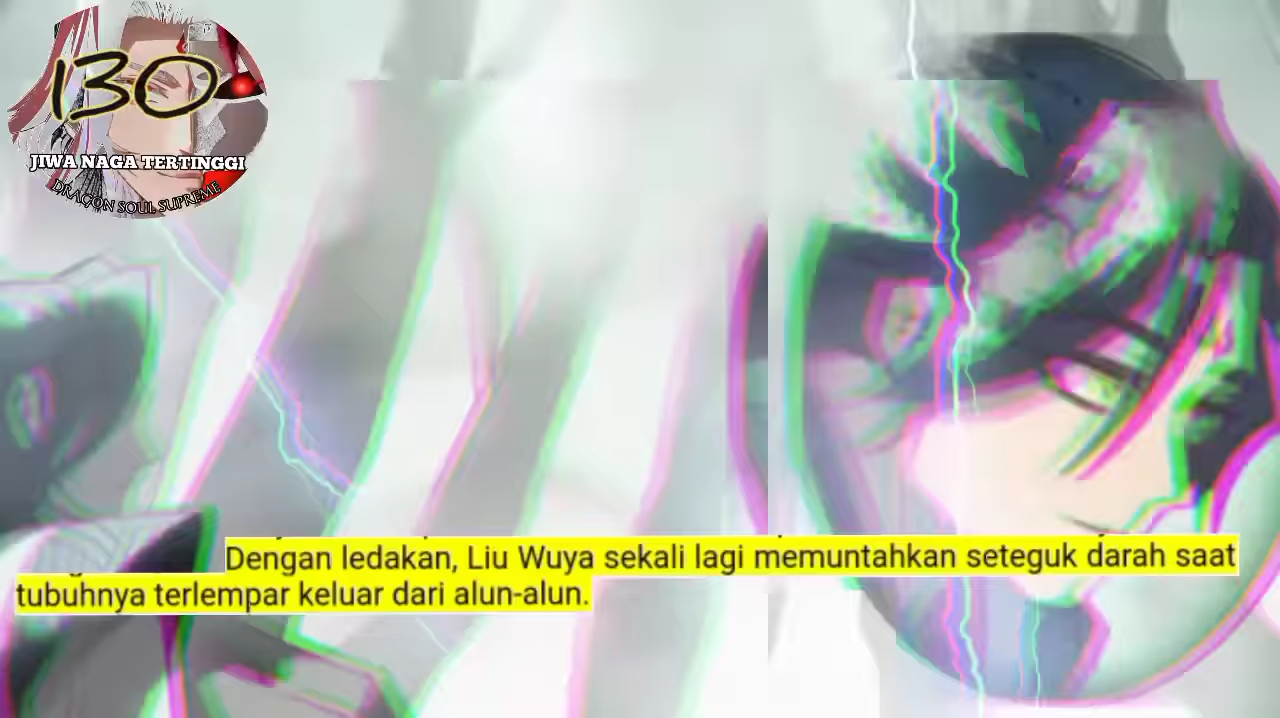 130
JIWA NAGA TERTINGGI
DRAGON SOUL SUPREME
Dengan ledakan, Liu Wuya sekali lagi memuntahkan seteguk darah saat
tubuhnya terlempar keluar dari alun-alun.